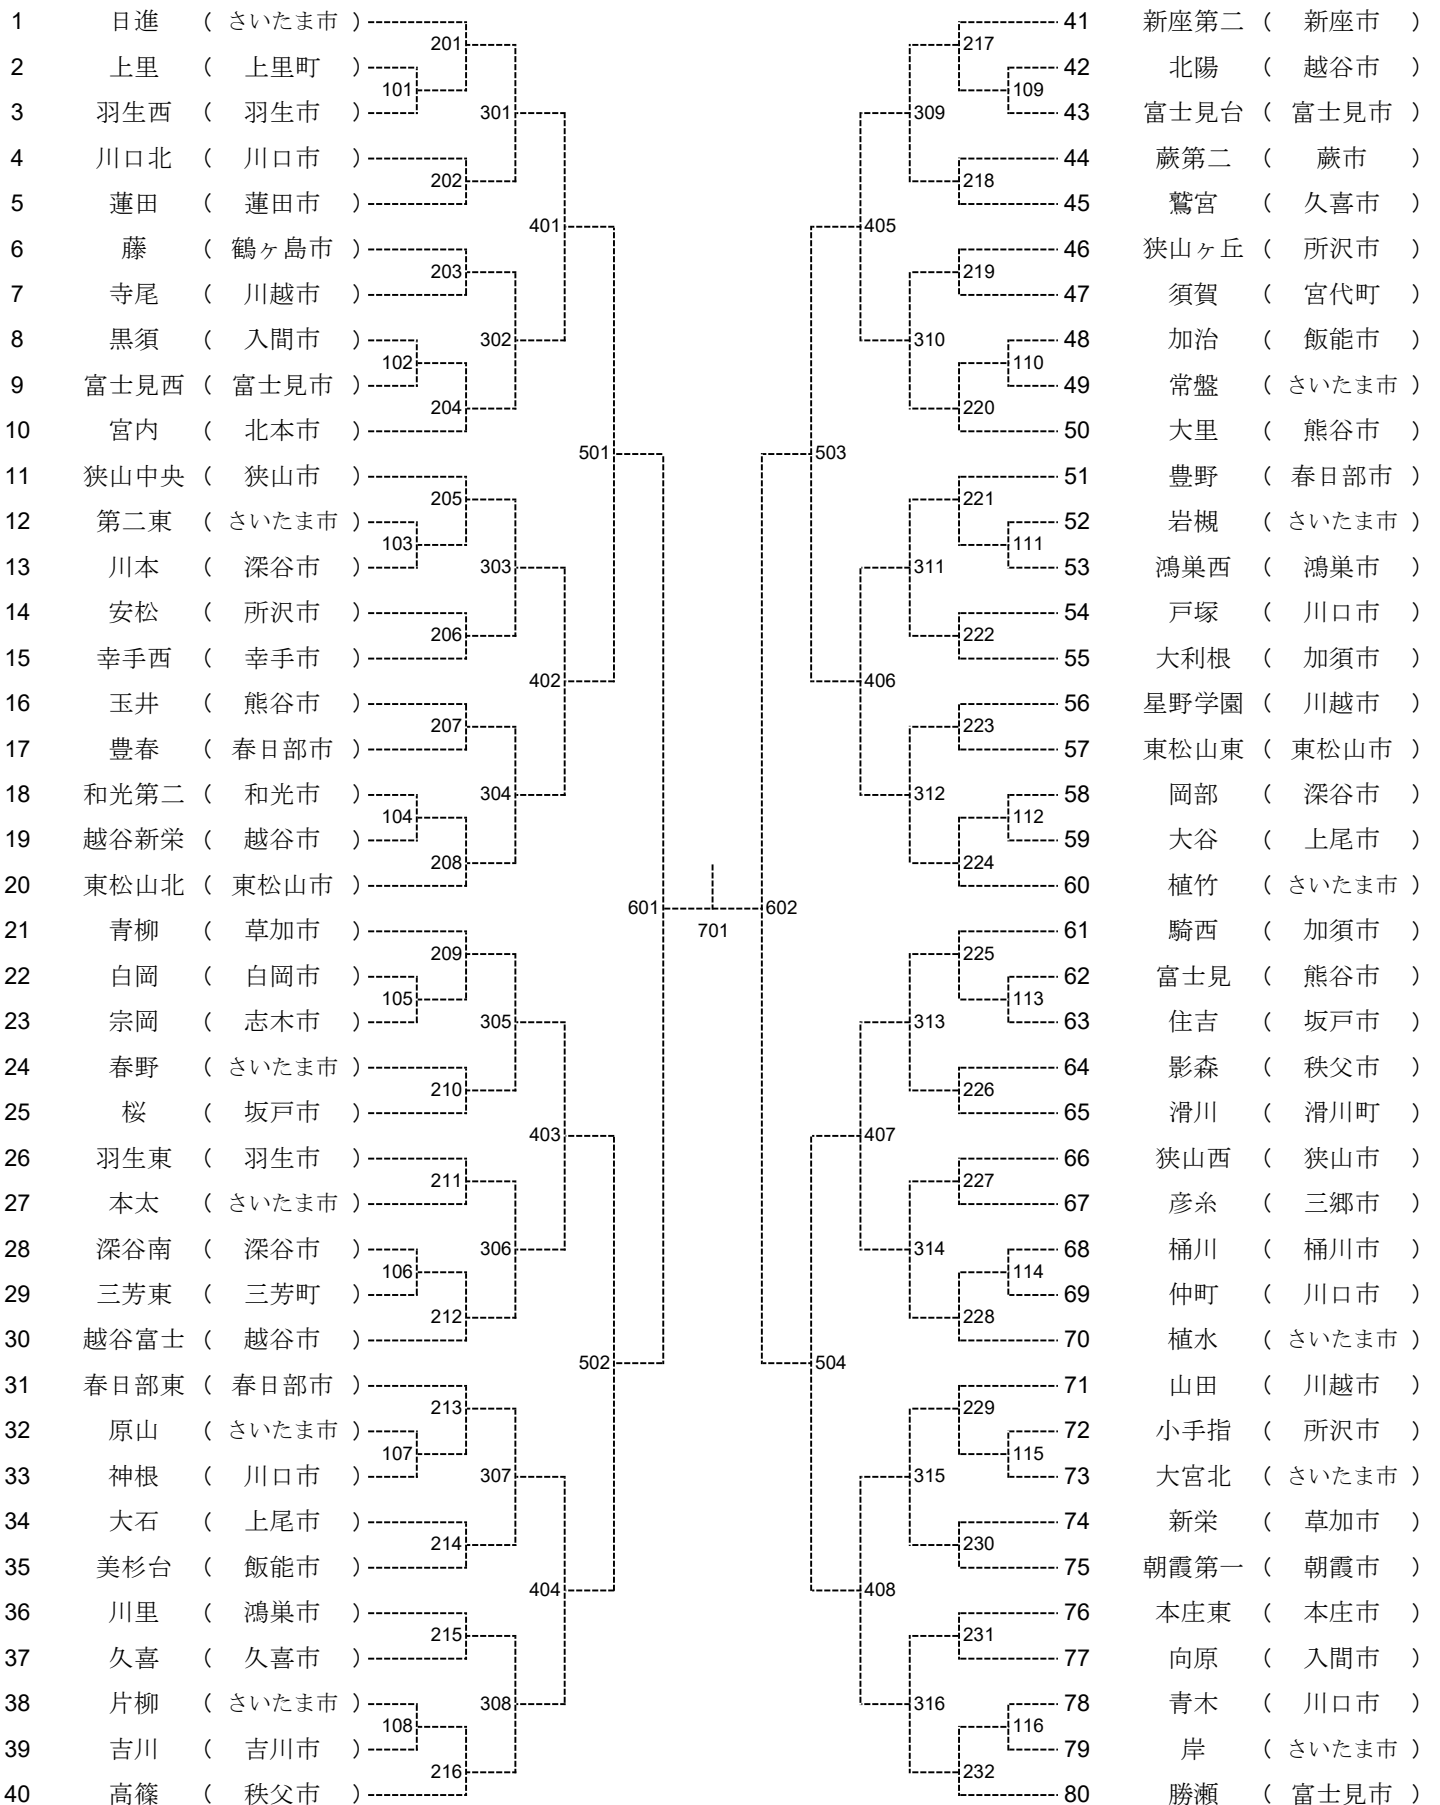 1 日進 ( さいたま市 )
2 上里 ( 上里町 )
3 羽生西 ( 羽生市 )
4 川口北 ( 川口市 )
5 蓮田 ( 蓮田市 )
6 藤 ( 鶴ヶ島市 )
7 寺尾 ( 川越市 )
8 黒須 ( 入間市 )
9 富士見西 ( 富士見市 )
10 宮内 ( 北本市 )
11 狭山中央 ( 狭山市 )
12 第二東 ( さいたま市 )
13 川本 ( 深谷市 )
14 安松 ( 所沢市 )
15 幸手西 ( 幸手市 )
16 玉井 ( 熊谷市 )
17 豊春 ( 春日部市 )
18 和光第二 ( 和光市 )
19 越谷新栄 ( 越谷市 )
20 東松山北 ( 東松山市 )
21 青柳 ( 草加市 )
22 白岡 ( 白岡市 )
23 宗岡 ( 志木市 )
24 春野 ( さいたま市 )
25 桜 ( 坂戸市 )
26 羽生東 ( 羽生市 )
27 本太 ( さいたま市 )
28 深谷南 ( 深谷市 )
29 三芳東 ( 三芳町 )
30 越谷富士 ( 越谷市 )
31 春日部東 ( 春日部市 )
32 原山 ( さいたま市 )
33 神根 ( 川口市 )
34 大石 ( 上尾市 )
35 美杉台 ( 飯能市 )
36 川里 ( 鴻巣市 )
37 久喜 ( 久喜市 )
38 片柳 ( さいたま市 )
39 吉川 ( 吉川市 )
40 高篠 ( 秩父市 )
101
102
103
104
105
106
107
108
201
202
203
204
205
206
207
208
209
210
211
212
213
214
215
216
301
302
303
304
305
306
307
308
401
402
403
404
501
502
601
701
602
503
504
405
406
407
408
309
310
311
312
313
314
315
316
217
218
219
220
221
222
223
224
225
226
227
228
229
230
231
232
109
110
111
112
113
114
115
116
41 新座第二 ( 新座市 )
42 北陽 ( 越谷市 )
43 富士見台 ( 富士見市 )
44 蕨第二 ( 蕨市 )
45 鷲宮 ( 久喜市 )
46 狭山ヶ丘 ( 所沢市 )
47 須賀 ( 宮代町 )
48 加治 ( 飯能市 )
49 常盤 ( さいたま市 )
50 大里 ( 熊谷市 )
51 豊野 ( 春日部市 )
52 岩槻 ( さいたま市 )
53 鴻巣西 ( 鴻巣市 )
54 戸塚 ( 川口市 )
55 大利根 ( 加須市 )
56 星野学園 ( 川越市 )
57 東松山東 ( 東松山市 )
58 岡部 ( 深谷市 )
59 大谷 ( 上尾市 )
60 植竹 ( さいたま市 )
61 騎西 ( 加須市 )
62 富士見 ( 熊谷市 )
63 住吉 ( 坂戸市 )
64 影森 ( 秩父市 )
65 滑川 ( 滑川町 )
66 狭山西 ( 狭山市 )
67 彦糸 ( 三郷市 )
68 桶川 ( 桶川市 )
69 仲町 ( 川口市 )
70 植水 ( さいたま市 )
71 山田 ( 川越市 )
72 小手指 ( 所沢市 )
73 大宮北 ( さいたま市 )
74 新栄 ( 草加市 )
75 朝霞第一 ( 朝霞市 )
76 本庄東 ( 本庄市 )
77 向原 ( 入間市 )
78 青木 ( 川口市 )
79 岸 ( さいたま市 )
80 勝瀬 ( 富士見市 )